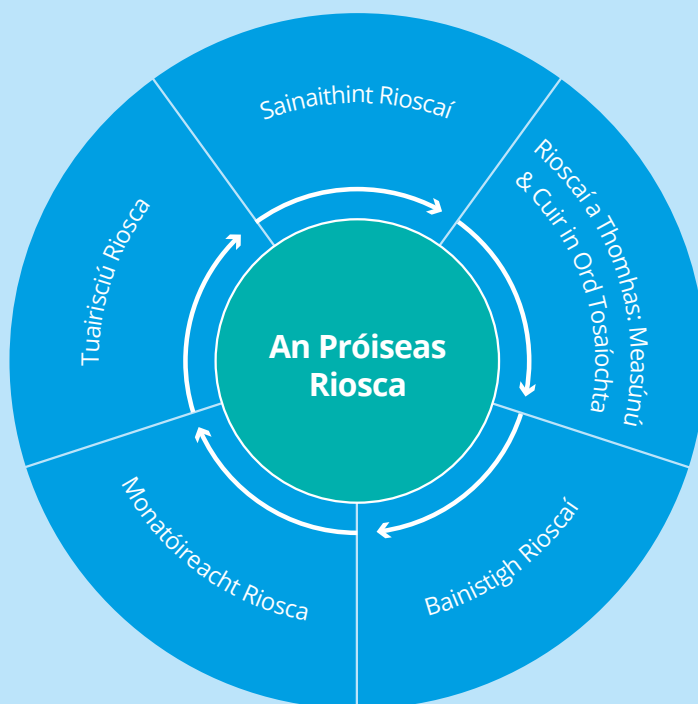 Sainaithint Rioscaí
Rioscaí a Thomhas: Measúnú
& Cuir in Ord Tosaíochta
Bainistigh Rioscaí
Monatóireacht Riosca
Tuairisciú Riosca
An Próiseas
Riosca